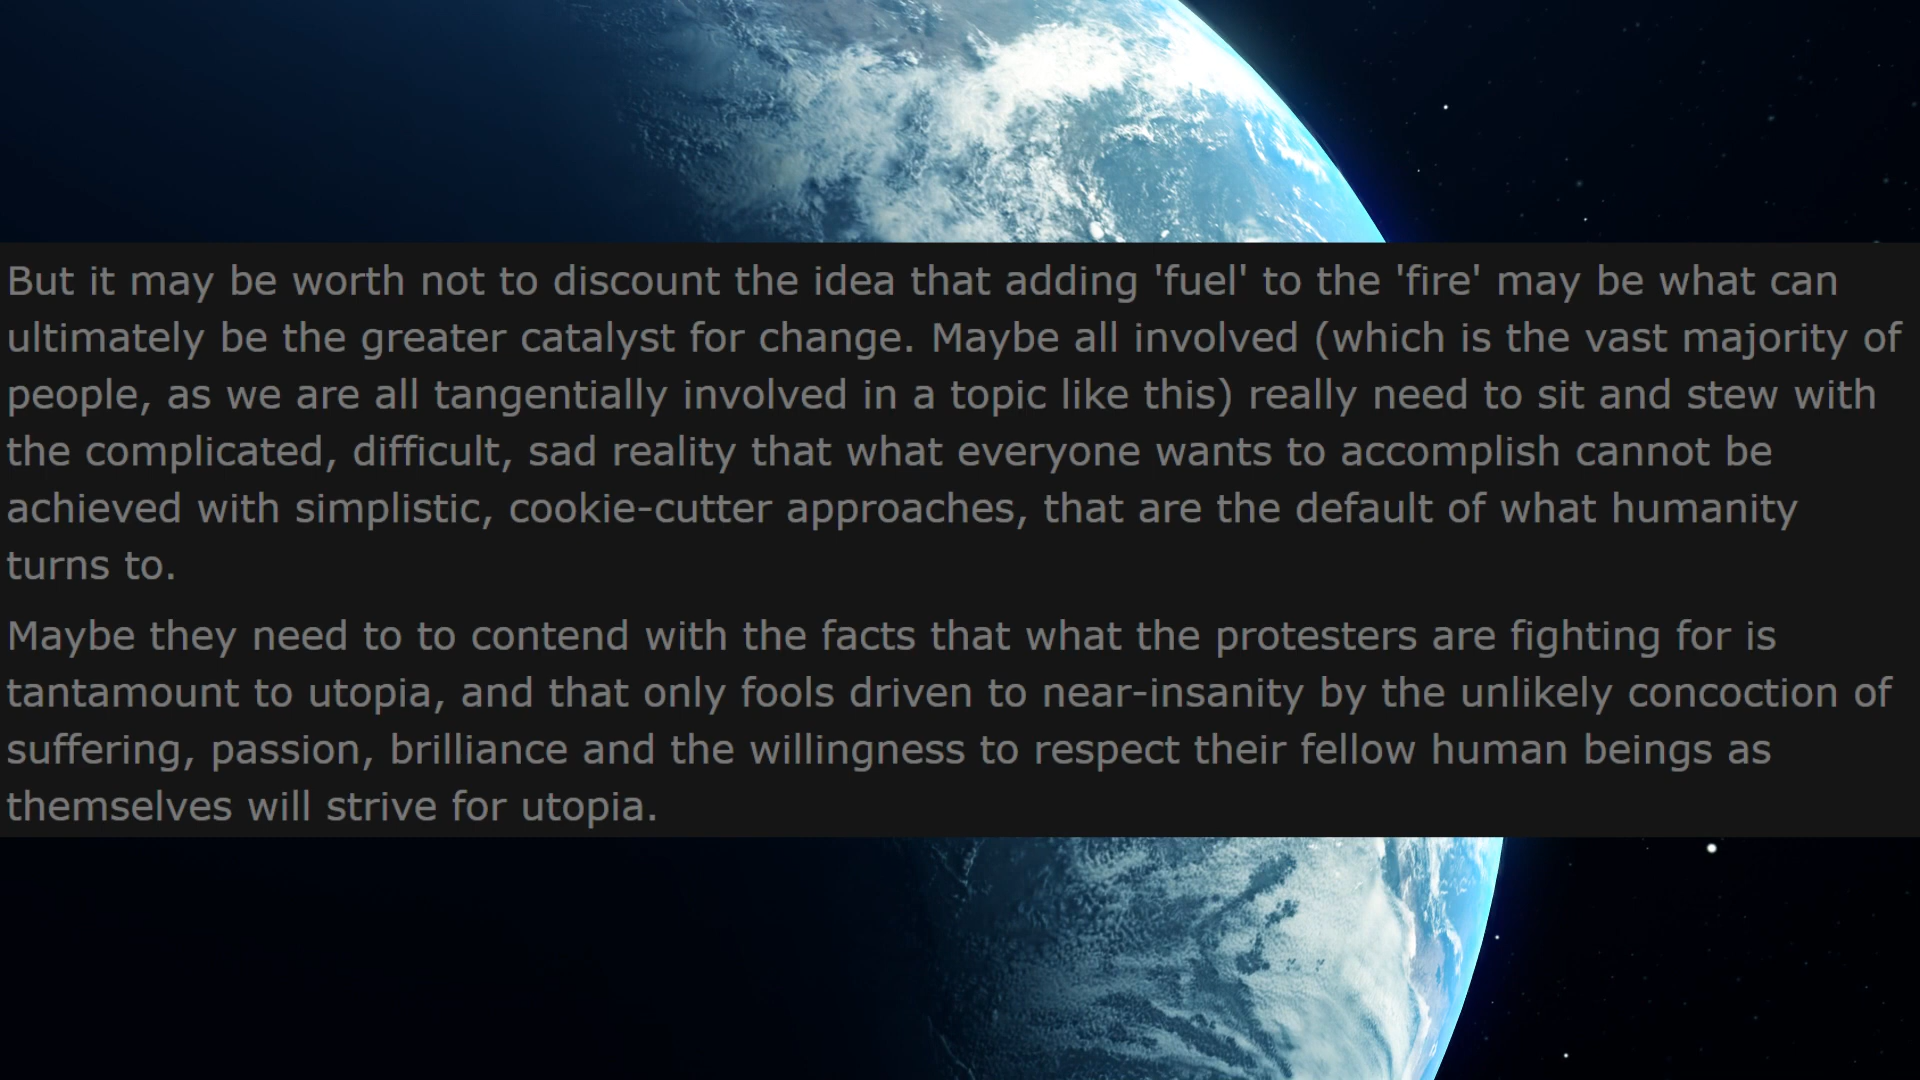 But it may be worth not to discount the idea that adding 'fuel' to the 'fire' may be what can
ultimately be the greater catalyst for change. Maybe all involved (which is the vast majority of
people, as we are all tangentially involved in a topic like this) really need to sit and stew with
the complicated, difficult, sad reality that what everyone wants to accomplish cannot be
achieved with simplistic, cookie-cutter approaches, that are the default of what humanity
turns to.
Maybe they need to to contend with the facts that what the protesters are fighting for is
tantamount to utopia, and that only fools driven to near-insanity by the unlikely concoction of
suffering, passion, brilliance and the willingness to respect their fellow human beings as
themselves will strive for utopia.